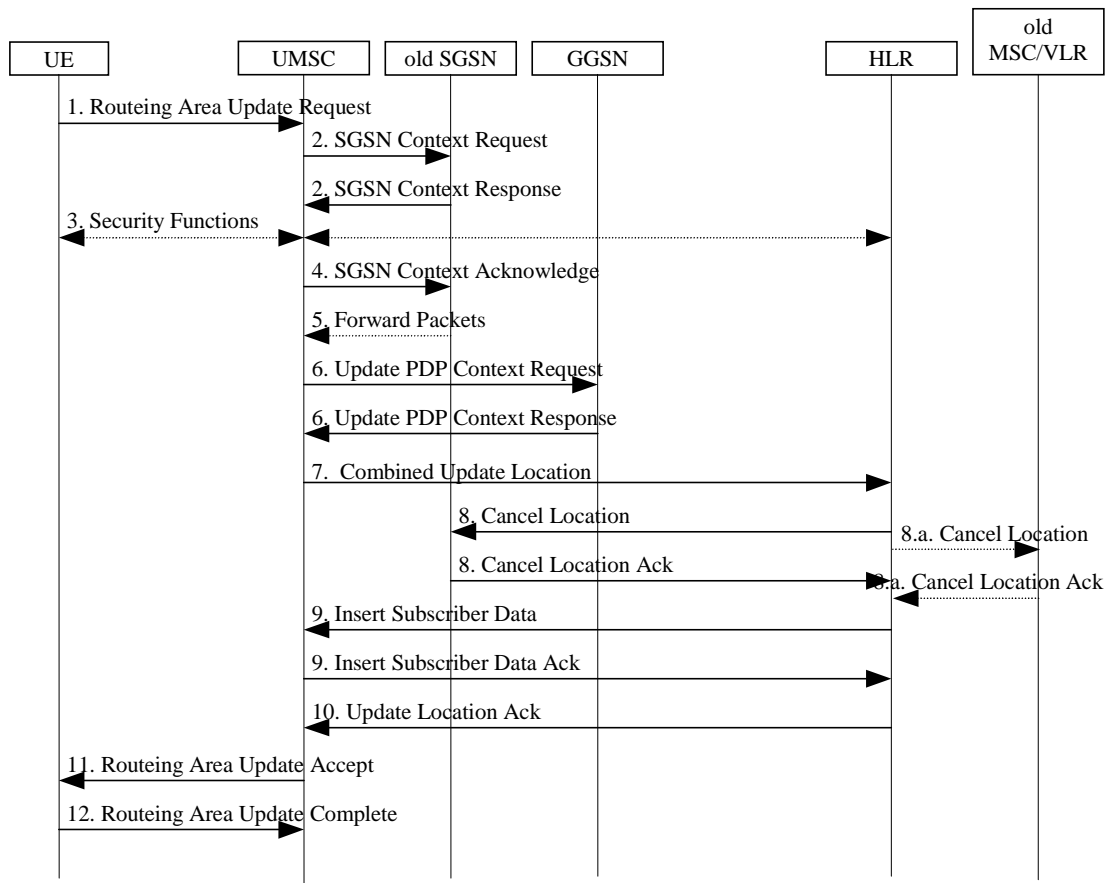 old
MSC/VLR
UE
UMSC
old SGSN
GGSN
HLR
1. Routeing Area Update Request
2. SGSN Context Request
2. SGSN Context Response
3. Security Functions
4. SGSN Context Acknowledge
5. Forward Packets
6. Update PDP Context Request
6. Update PDP Context Response
7. Combined Update Location
8. Cancel Location
8.a. Cancel Location
8. Cancel Location Ack
8.a. Cancel Location Ack
9. Insert Subscriber Data
9. Insert Subscriber Data Ack
10. Update Location Ack
11. Routeing Area Update Accept
12. Routeing Area Update Complete